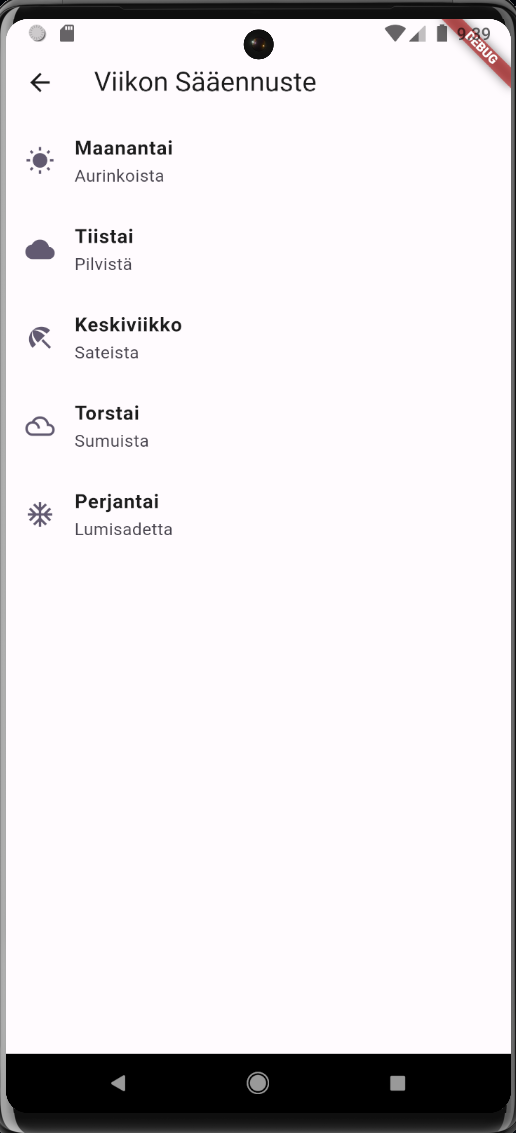 Viikon Sääennuste
Maanantai
Aurinkoista
Tiistai
Pilvistä
Keskiviikko
Sateista
Torstai
Sumuista
Perjantai
Lumisadetta
DEBUG